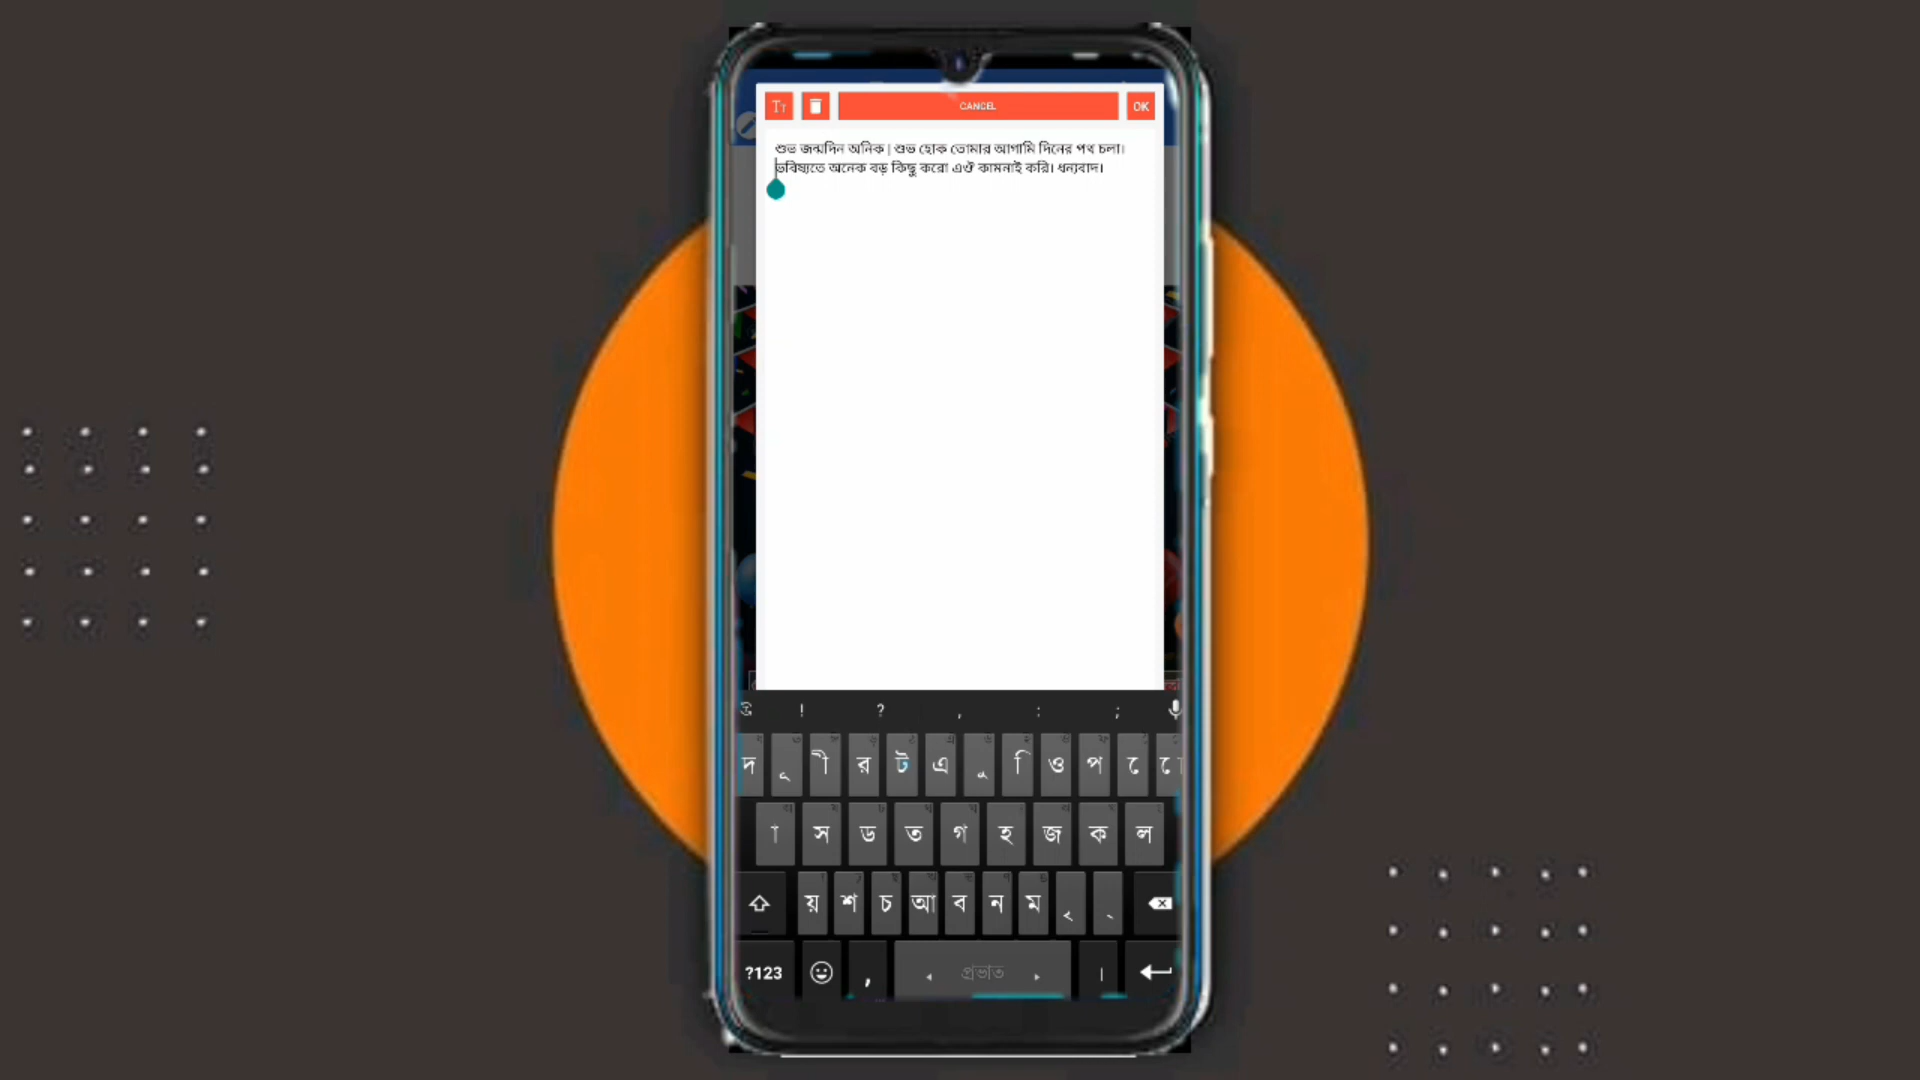 Tт CANCEL OK
শুভ জন্মদিন অনিক | শুভ হোক তোমার আগামি দিনের পথ চলা।
ভবিষ্যতে অনেক বড় কিছু করো এই কামনাই করি। ধন্যবাদ।
! ? , : ;
দ ূ ী র ট এ ু ি ও প ে ো
া স ড ত গ হ জ ক ল
য় শ চ আ ব ন ম ৃ ্
?123 , প্রভাত ।